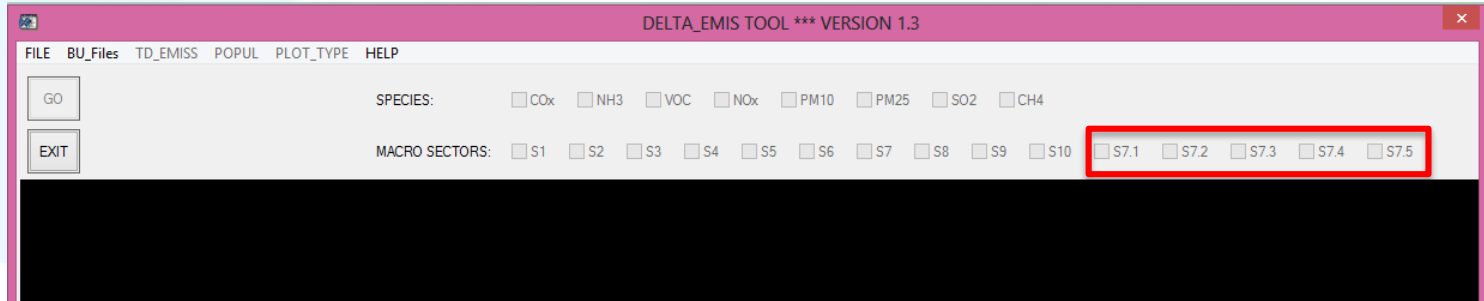 DELTA_EMIS TOOL *** VERSION 1.3
FILE BU_Files TD_EMISS POPUL PLOT_TYPE HELP
GO SPECIES: COx NH3 VOC NOx PM10 PM25 SO2 CH4
EXIT MACRO SECTORS: S1 S2 S3 S4 S5 S6 S7 S8 S9 S10 S7.1 S7.2 S7.3 S7.4 S7.5